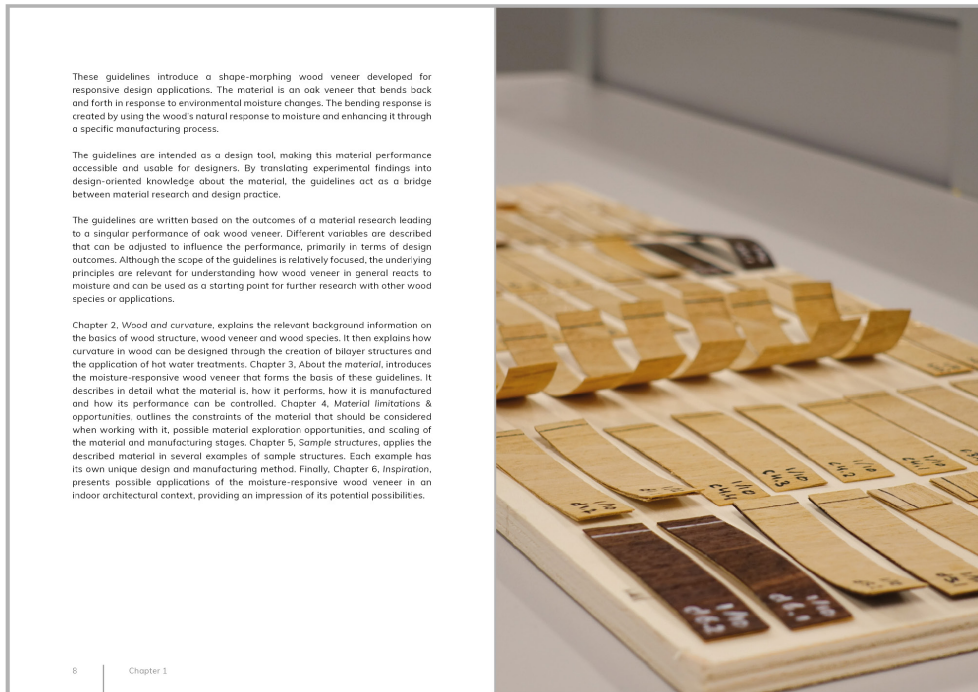 These guidelines introduce a shape-morphing wood veneer developed for
responsive design applications. The material is an oak veneer that bends back
and forth in response to environmental moisture changes. The bending response is
created by using the wood's natural response to moisture and enhancing it through
a specific manufacturing process.
The guidelines are intended as a design tool, making this material performance
accessible and usable for designers. By translating experimental findings into
design-oriented knowledge about the material, the guidelines act as a bridge
between material research and design practice.
The guidelines are written based on the outcomes of a material research leading
to a singular performance of oak wood veneer. Different variables are described
that can be adjusted to influence the performance, primarily in terms of design
outcomes. Although the scope of the guidelines is relatively focused, the underlying
principles are relevant for understanding how wood veneer in general reacts to
moisture and can be used as a starting point for further research with other wood
species or applications.
Chapter 2, Wood and curvature, explains the relevant background information on
the basics of wood structure, wood veneer and wood species. It then explains how
curvature in wood can be designed through the creation of bilayer structures and
the application of hot water treatments. Chapter 3, About the material, introduces
the moisture-responsive wood veneer that forms the basis of these guidelines. It
describes in detail what the material is, how it performs, how it is manufactured
and how its performance can be controlled. Chapter 4, Material limitations &
opportunities, outlines the constraints of the material that should be considered
when working with it, possible material exploration opportunities, and scaling of
the material and manufacturing stages. Chapter 5, Sample structures, applies the
described material in several examples of sample structures. Each example has
its own unique design and manufacturing method. Finally, Chapter 6, Inspiration,
presents possible applications of the moisture-responsive wood veneer in an
indoor architectural context, providing an impression of its potential possibilities.
8
Chapter 1
1/10
1/10
1/10
1/10
1/10
1/10
1/10